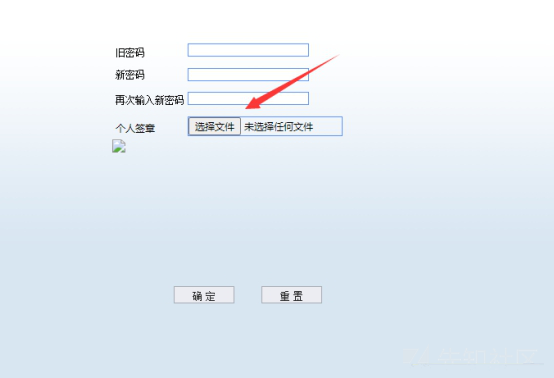 旧密码
新密码
再次输入新密码
个人签章 选择文件 未选择任何文件
确 定 重 置